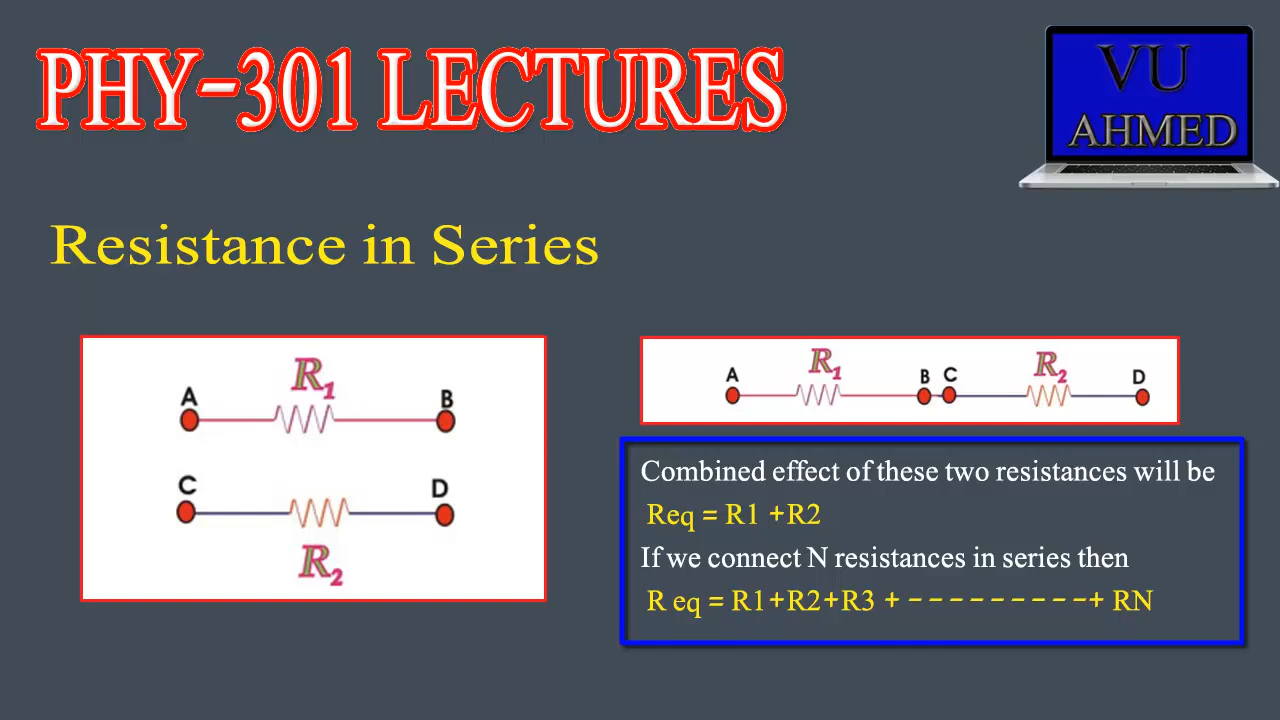 PHY-301 LECTURES
VU
AHMED
Resistance in Series
R1
A
B
C
D
R2
R1
R2
A
B C
D
Combined effect of these two resistances will be
Req = R1 +R2
If we connect N resistances in series then
R eq = R1+R2+R3 + ---------+ RN